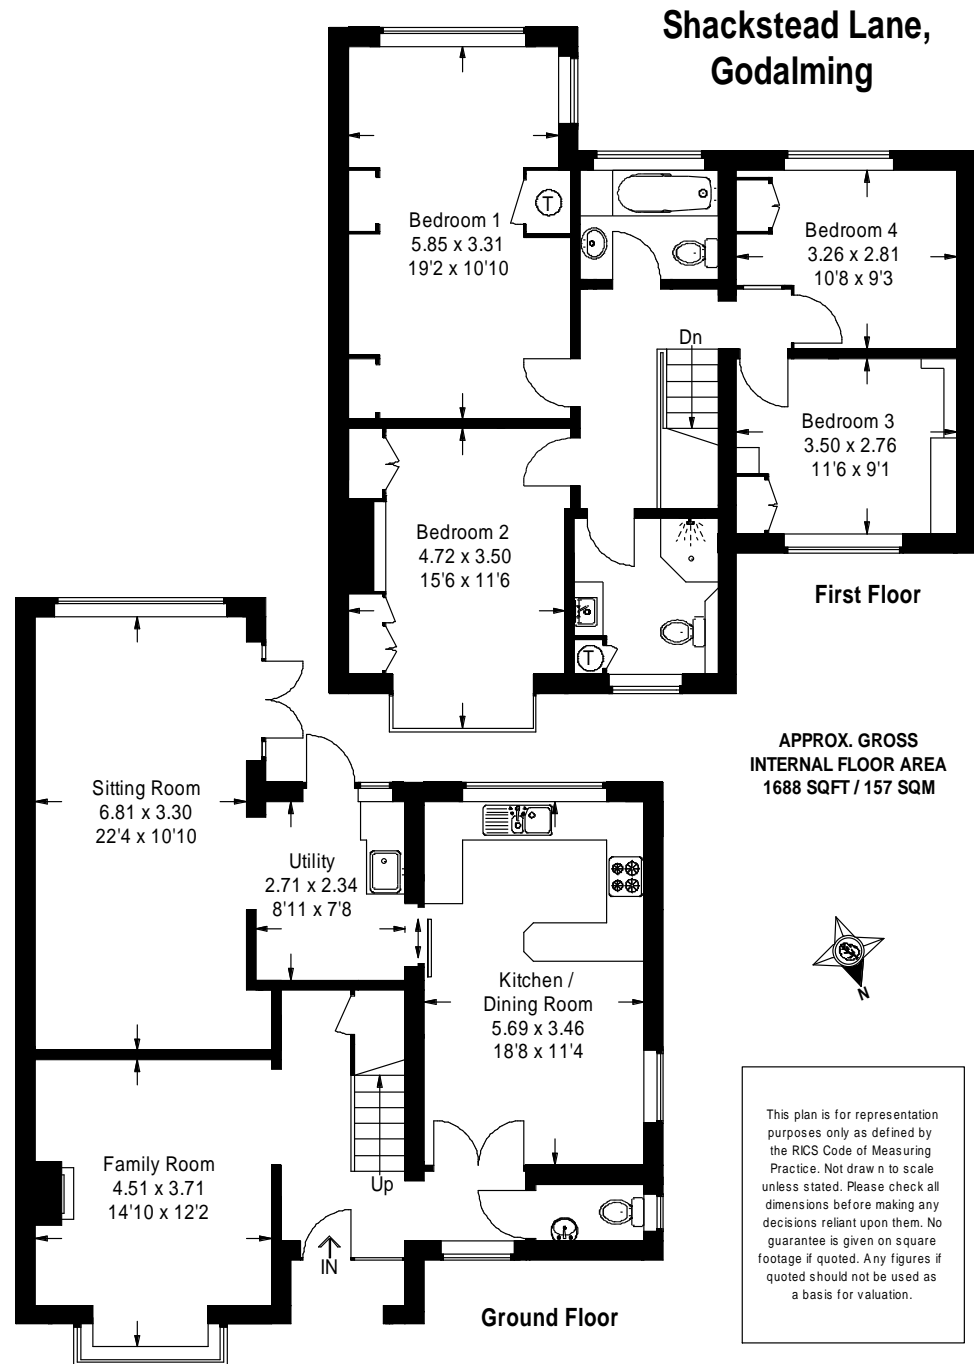 Shackstead Lane,
Godalming
Bedroom 1
5.85 x 3.31
19'2 x 10'10
T
Bedroom 4
3.26 x 2.81
10'8 x 9'3
Dn
Bedroom 3
3.50 x 2.76
11'6 x 9'1
Bedroom 2
4.72 x 3.50
15'6 x 11'6
T
First Floor
APPROX. GROSS
INTERNAL FLOOR AREA
1688 SQFT / 157 SQM
Sitting Room
6.81 x 3.30
22'4 x 10'10
Utility
2.71 x 2.34
8'11 x 7'8
Kitchen /
Dining Room
5.69 x 3.46
18'8 x 11'4
N
Family Room
4.51 x 3.71
14'10 x 12'2
Up
IN
Ground Floor
This plan is for representation
purposes only as defined by
the RICS Code of Measuring
Practice. Not drawn to scale
unless stated. Please check all
dimensions before making any
decisions reliant upon them. No
guarantee is given on square
footage if quoted. Any figures if
quoted should not be used as
a basis for valuation.